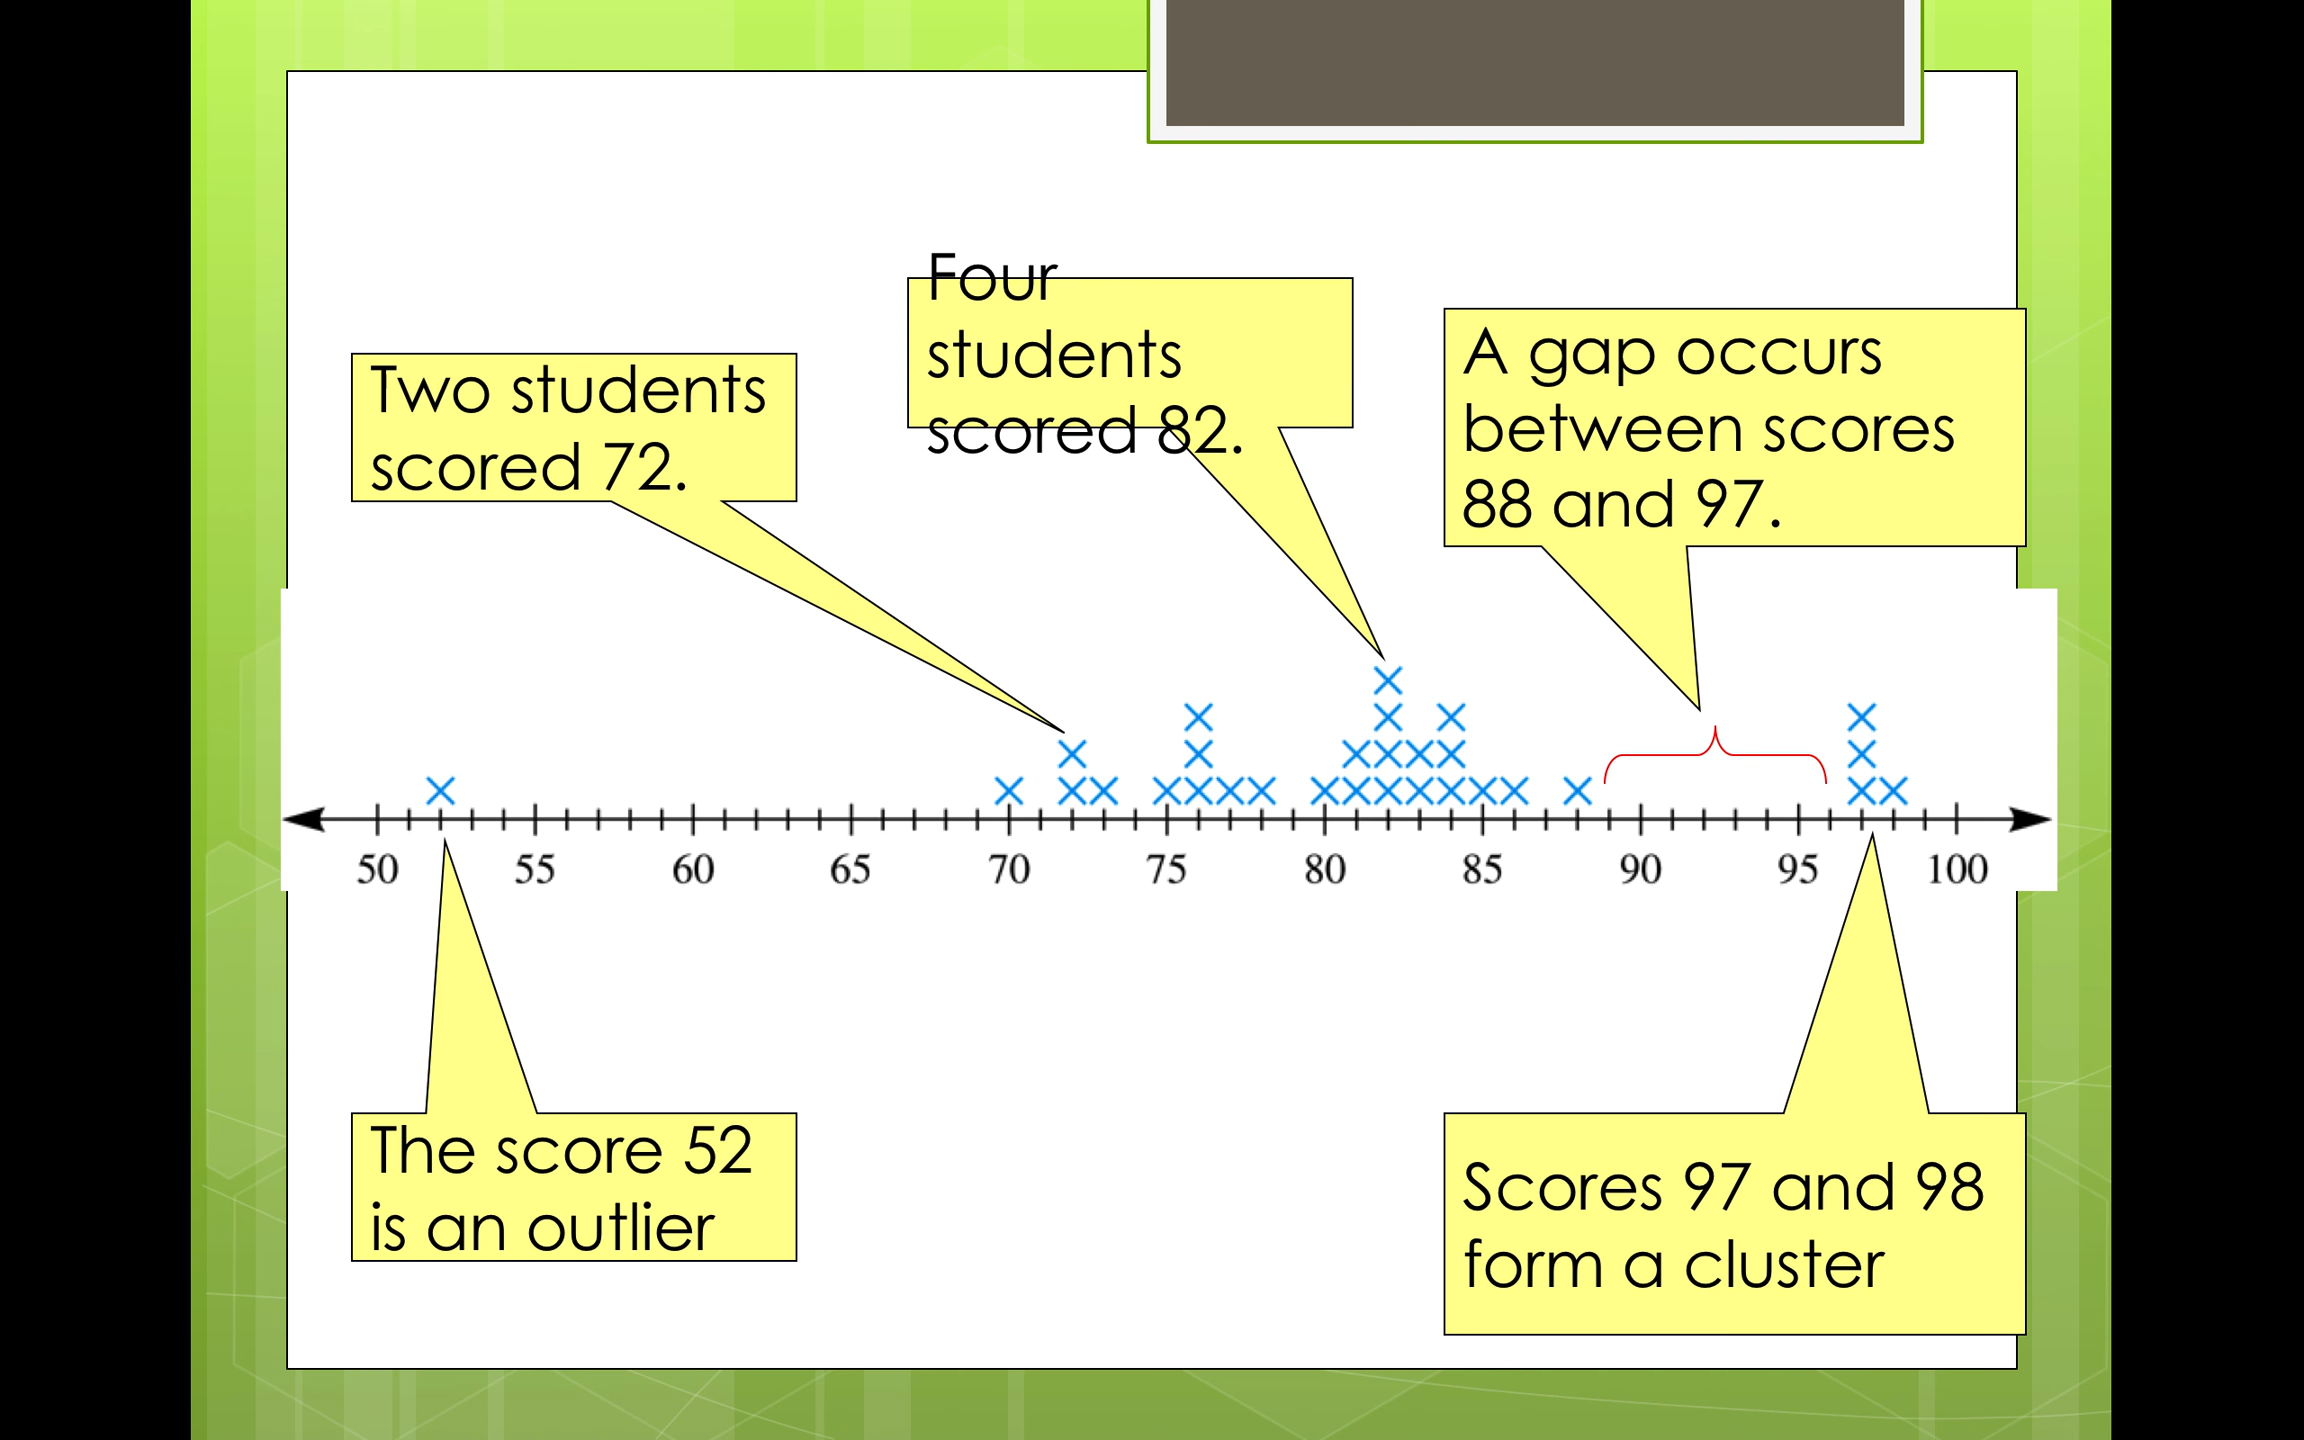 Four
students
scored 82.
A gap occurs
between scores
88 and 97.
Two students
scored 72.
50 55 60 65 70 75 80 85 90 95 100
The score 52
is an outlier
Scores 97 and 98
form a cluster